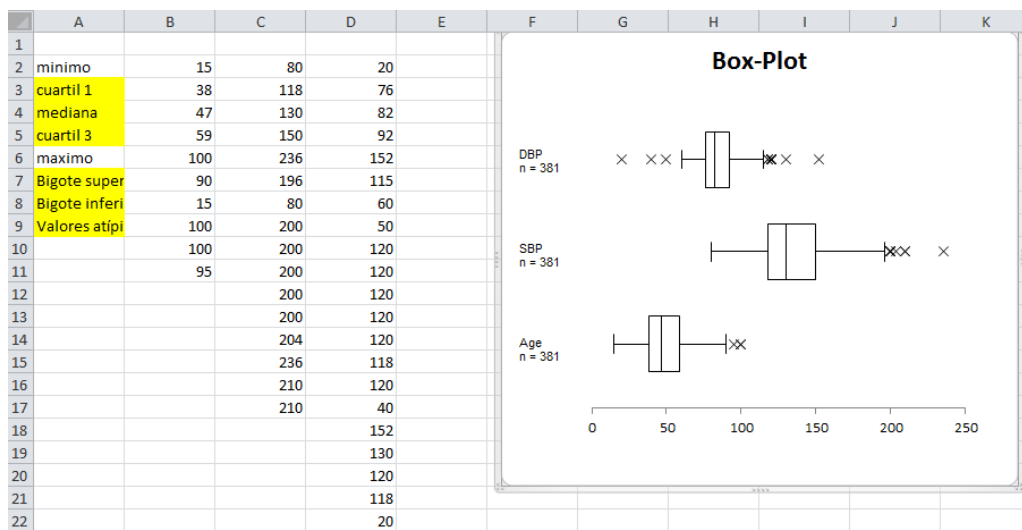 A B C D E F G H I J K
1
2 minimo 15 80 20
3 cuartil 1 38 118 76
4 mediana 47 130 82
5 cuartil 3 59 150 92
6 maximo 100 236 152
7 Bigote super 90 196 115
8 Bigote inferi 15 80 60
9 Valores atípi 100 200 50
10 100 200 120
11 95 200 120
12 200 120
13 200 120
14 204 120
15 236 118
16 210 120
17 210 40
18 152
19 130
20 120
21 118
22 20
Box-Plot
DBP
n = 381
SBP
n = 381
Age
n = 381
0 50 100 150 200 250